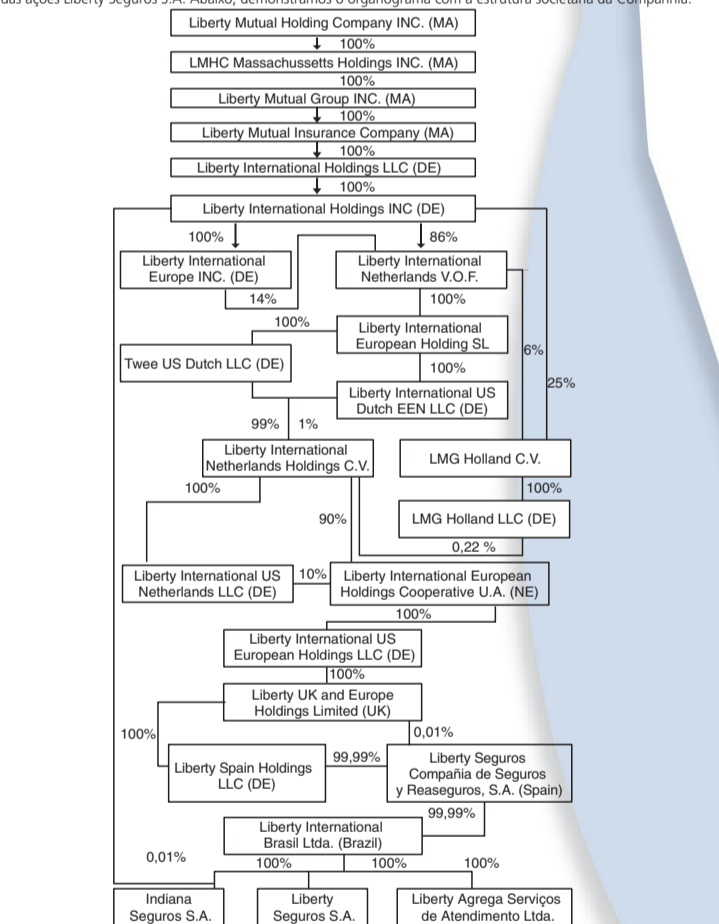 das ações Liberty Seguros S.A. Abaixo, demonstramos o organograma com a estrutura societária da Companhia.
Liberty Mutual Holding Company INC. (MA)
100%
LMHC Massachussetts Holdings INC. (MA)
100%
Liberty Mutual Group INC. (MA)
100%
Liberty Mutual Insurance Company (MA)
100%
Liberty International Holdings LLC (DE)
100%
Liberty International Holdings INC (DE)
100%
86%
Liberty International
Europe INC. (DE)
Liberty International
Netherlands V.O.F.
14%
100%
100%
Liberty International
European Holding SL
6%
Twee US Dutch LLC (DE)
100%
25%
Liberty International US
Dutch EEN LLC (DE)
99%
1%
Liberty International
Netherlands Holdings C.V.
LMG Holland C.V.
100%
100%
90%
LMG Holland LLC (DE)
0,22 %
Liberty International US
Netherlands LLC (DE)
10%
Liberty International European
Holdings Cooperative U.A. (NE)
100%
Liberty International US
European Holdings LLC (DE)
100%
Liberty UK and Europe
Holdings Limited (UK)
100%
0,01%
Liberty Spain Holdings
LLC (DE)
99,99%
Liberty Seguros
Compañia de Seguros
y Reaseguros, S.A. (Spain)
99,99%
Liberty International
Brasil Ltda. (Brazil)
0,01%
100%
100%
100%
Indiana
Seguros S.A.
Liberty
Seguros S.A.
Liberty Agrega Serviços
de Atendimento Ltda.